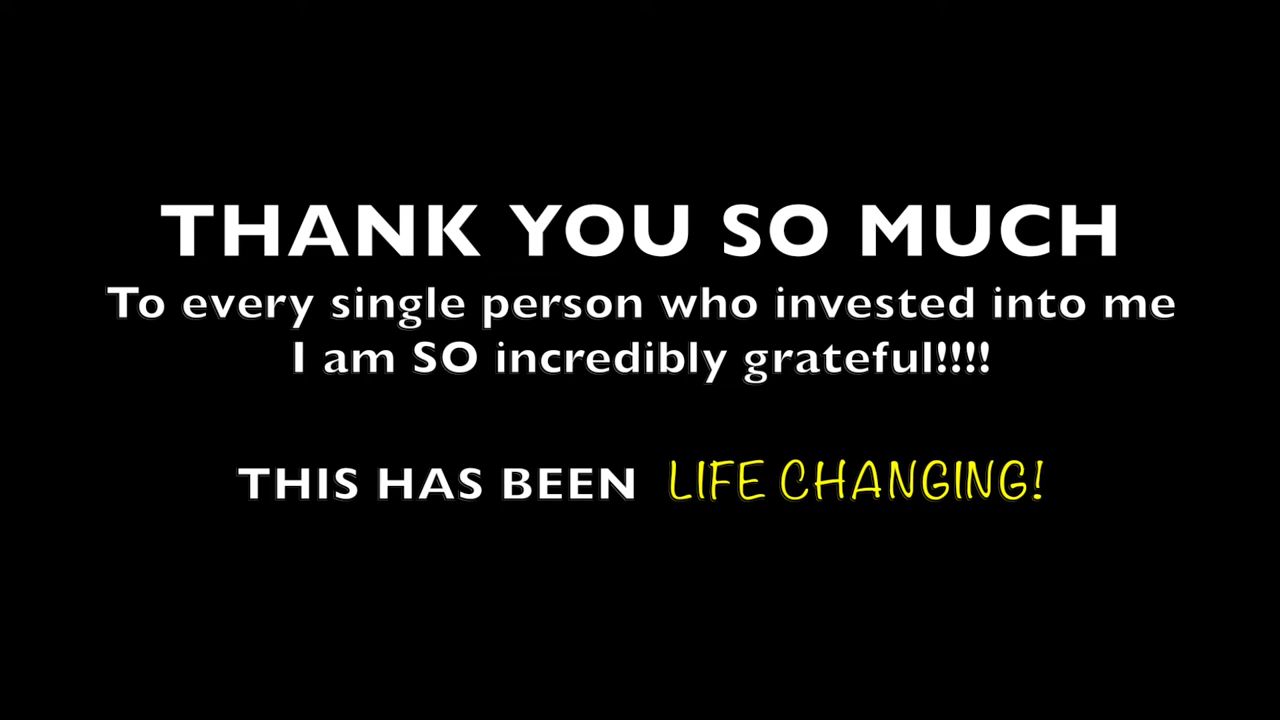 THANK YOU SO MUCH
To every single person who invested into me
I am SO incredibly grateful!!!!
THIS HAS BEEN LIFE CHANGING!